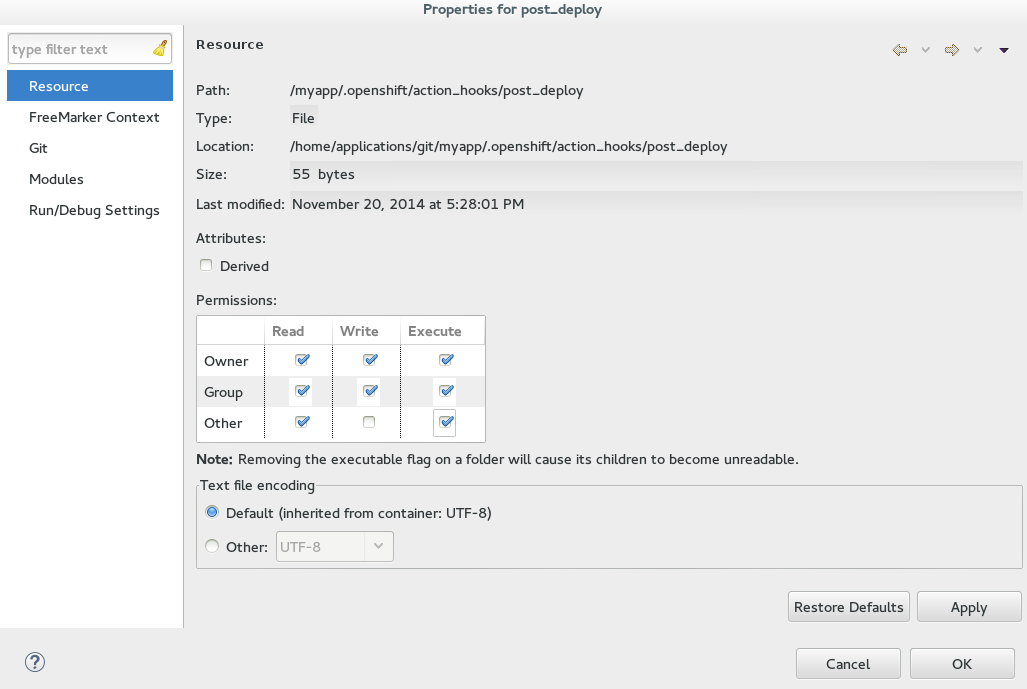 Properties for post_deploy
type filter text
Resource
FreeMarker Context
Git
Modules
Run/Debug Settings
Resource
Path: /myapp/.openshift/action_hooks/post_deploy
Type: File
Location: /home/applications/git/myapp/.openshift/action_hooks/post_deploy
Size: 55 bytes
Last modified: November 20, 2014 at 5:28:01 PM
Attributes:
Derived
Permissions:
Read Write Execute
Owner
Group
Other
Note: Removing the executable flag on a folder will cause its children to become unreadable.
Text file encoding
Default (inherited from container: UTF-8)
Other: UTF-8
Restore Defaults Apply
? Cancel OK